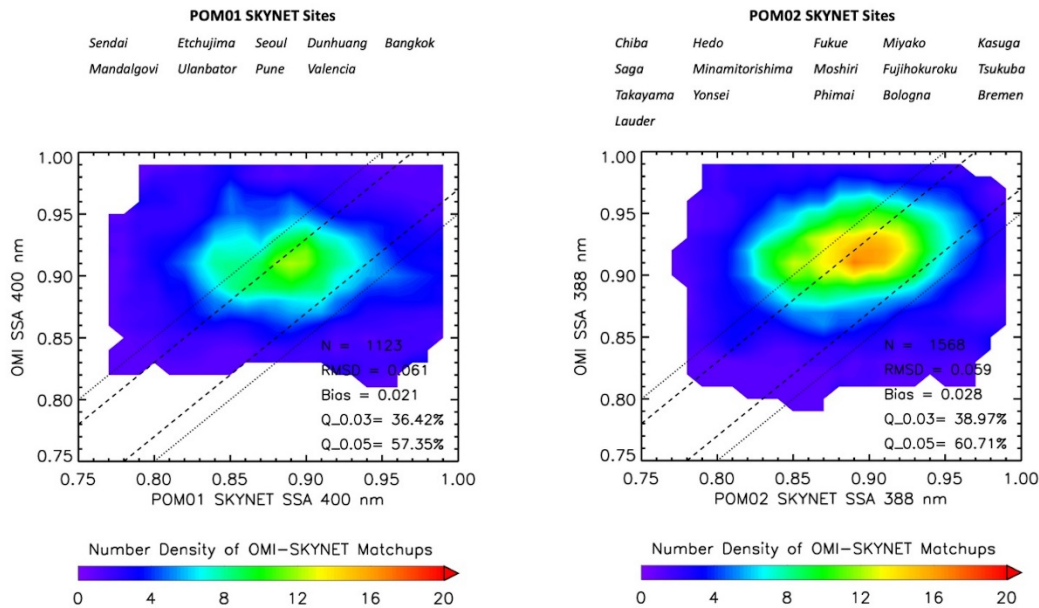 POM01 SKYNET Sites
Sendai Etchujima Seoul Dunhuang Bangkok
Mandalgovi Ulanbator Pune Valencia
OMI SSA 400 nm
1.00
0.95
0.90
0.85
0.80
0.75
N = 1123
RMSD = 0.061
Bias = 0.021
Q_0.03= 36.42%
Q_0.05= 57.35%
0.75 0.80 0.85 0.90 0.95 1.00
POM01 SKYNET SSA 400 nm
Number Density of OMI-SKYNET Matchups
0 4 8 12 16 20
POM02 SKYNET Sites
Chiba Hedo Fukue Miyako Kasuga
Saga Minamitorishima Moshiri Fujihokuroku Tsukuba
Takayama Yonsei Phimai Bologna Bremen
Lauder
OMI SSA 388 nm
1.00
0.95
0.90
0.85
0.80
0.75
N = 1568
RMSD = 0.059
Bias = 0.028
Q_0.03= 38.97%
Q_0.05= 60.71%
0.75 0.80 0.85 0.90 0.95 1.00
POM02 SKYNET SSA 388 nm
Number Density of OMI-SKYNET Matchups
0 4 8 12 16 20